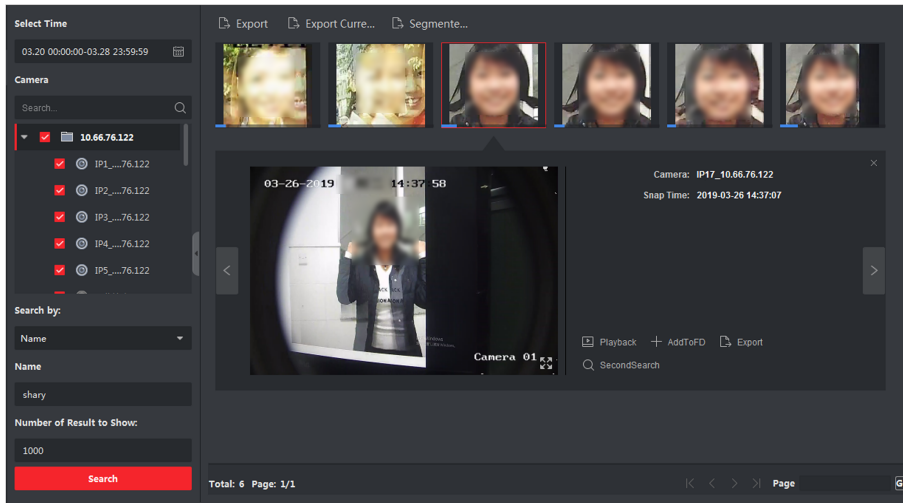 Select Time
03.20 00:00:00-03.28 23:59:59
Camera
Search...
10.66.76.122
IP1_....76.122
IP2_....76.122
IP3_....76.122
IP4_....76.122
IP5_....76.122
Search by:
Name
Name
shary
Number of Result to Show:
1000
Search
Export
Export Curre...
Segmente...
03-26-2019 14:37:58
Camera 01
Camera: IP17_10.66.76.122
Snap Time: 2019-03-26 14:37:07
Playback
AddToFD
Export
SecondSearch
Total: 6 Page: 1/1
Page
G